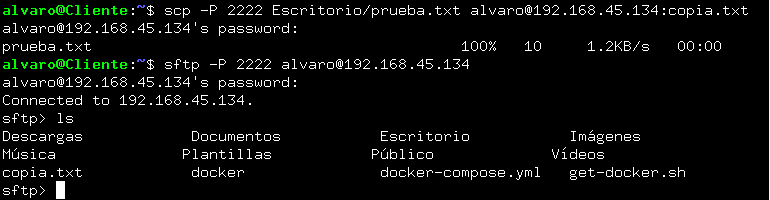 alvaro@Cliente:~$ scp -P 2222 Escritorio/prueba.txt alvaro@192.168.45.134:copia.txt
alvaro@192.168.45.134's password:
prueba.txt 100% 10 1.2KB/s 00:00
alvaro@Cliente:~$ sftp -P 2222 alvaro@192.168.45.134
alvaro@192.168.45.134's password:
Connected to 192.168.45.134.
sftp> ls
Descargas Documentos Escritorio Imágenes
Música Plantillas Público Vídeos
copia.txt docker docker-compose.yml get-docker.sh
sftp>